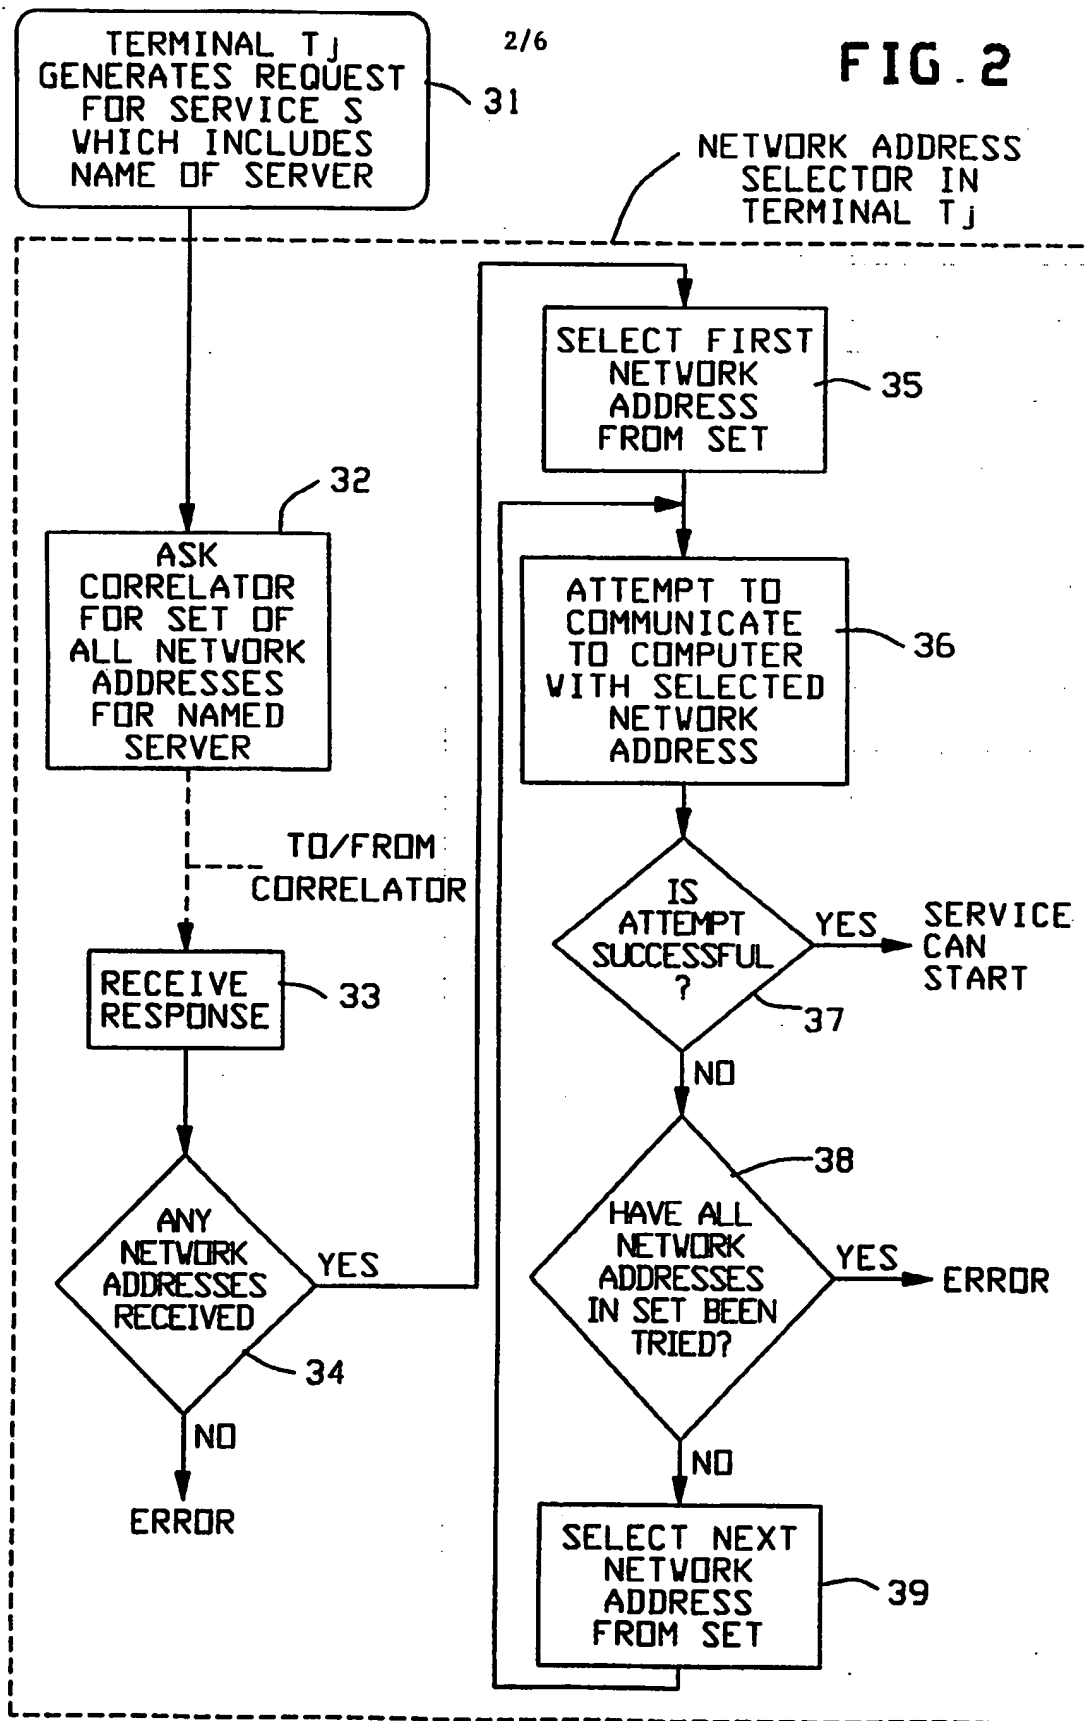 2/6
FIG. 2
TERMINAL Tj
GENERATES REQUEST
FOR SERVICE S
WHICH INCLUDES
NAME OF SERVER
31
NETWORK ADDRESS
SELECTOR IN
TERMINAL Tj
32
ASK
CORRELATOR
FOR SET OF
ALL NETWORK
ADDRESSES
FOR NAMED
SERVER
TO/FROM
CORRELATOR
RECEIVE
RESPONSE
33
ANY
NETWORK
ADDRESSES
RECEIVED
YES
34
NO
ERROR
SELECT FIRST
NETWORK
ADDRESS
FROM SET
35
ATTEMPT TO
COMMUNICATE
TO COMPUTER
WITH SELECTED
NETWORK
ADDRESS
36
IS
ATTEMPT
SUCCESSFUL
?
YES
SERVICE
CAN
START
37
NO
38
HAVE ALL
NETWORK
ADDRESSES
IN SET BEEN
TRIED?
YES
ERROR
NO
SELECT NEXT
NETWORK
ADDRESS
FROM SET
39